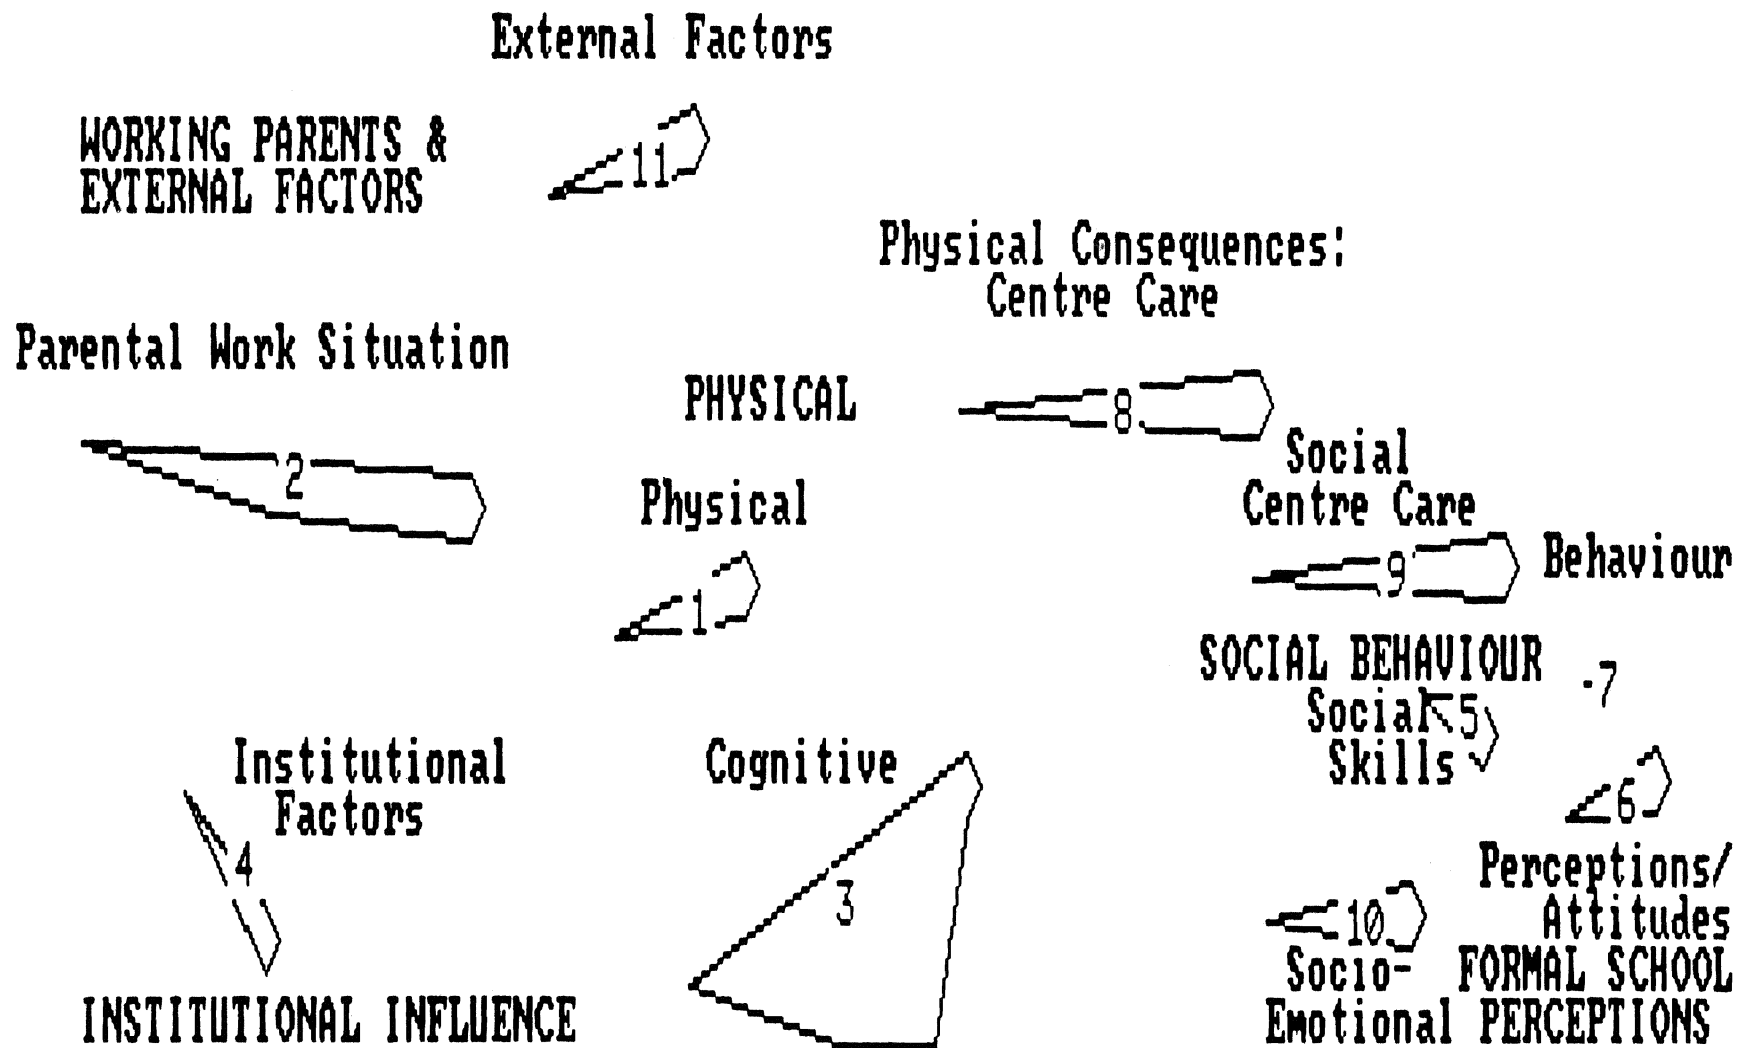 External Factors
WORKING PARENTS &
EXTERNAL FACTORS
11
Physical Consequences:
Centre Care
Parental Work Situation
PHYSICAL
8
2
Social
Centre Care
Physical
9
Behaviour
1
SOCIAL BEHAVIOUR
7
Social
Skills
5
Institutional
Factors
Cognitive
6
4
3
Perceptions/
Attitudes
10
Socio-
Emotional
FORMAL SCHOOL
PERCEPTIONS
INSTITUTIONAL INFLUENCE